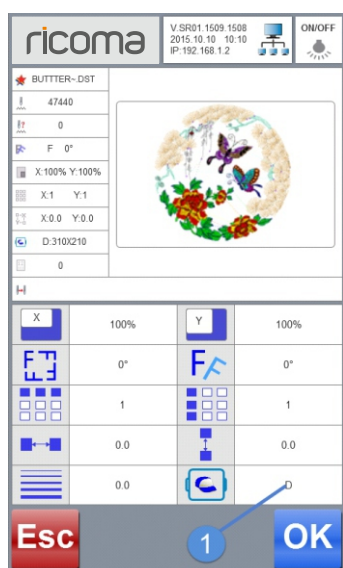 ricoma
V.SR01.1509.1508
2015.10.10 10:10
IP:192.168.1.2
ON/OFF
BUTTTER~.DST
47440
0
F 0°
X:100% Y:100%
X:1 Y:1
X:0.0 Y:0.0
D:310X210
0
X 100% Y 100%
0° 0°
1 1
0.0 0.0
0.0 D
Esc 1 OK